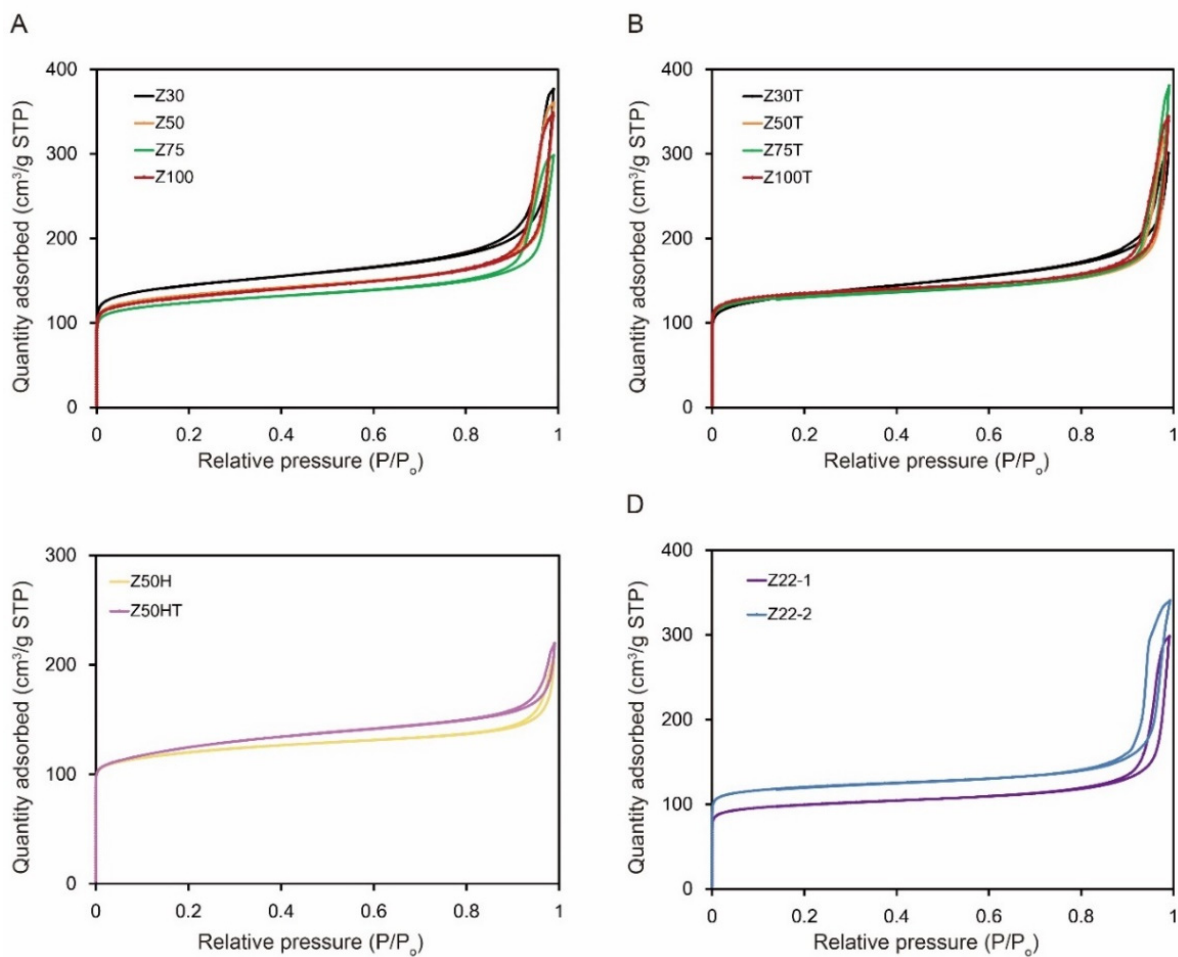 A
Quantity adsorbed (cm³/g STP)
400
300
200
100
0
Z30
Z50
Z75
Z100
0 0.2 0.4 0.6 0.8 1
Relative pressure (P/Pₒ)
B
Quantity adsorbed (cm³/g STP)
400
300
200
100
0
Z30T
Z50T
Z75T
Z100T
0 0.2 0.4 0.6 0.8 1
Relative pressure (P/Pₒ)
Quantity adsorbed (cm³/g STP)
300
200
100
0
Z50H
Z50HT
0 0.2 0.4 0.6 0.8 1
Relative pressure (P/Pₒ)
D
Quantity adsorbed (cm³/g STP)
400
300
200
100
0
Z22-1
Z22-2
0 0.2 0.4 0.6 0.8 1
Relative pressure (P/Pₒ)